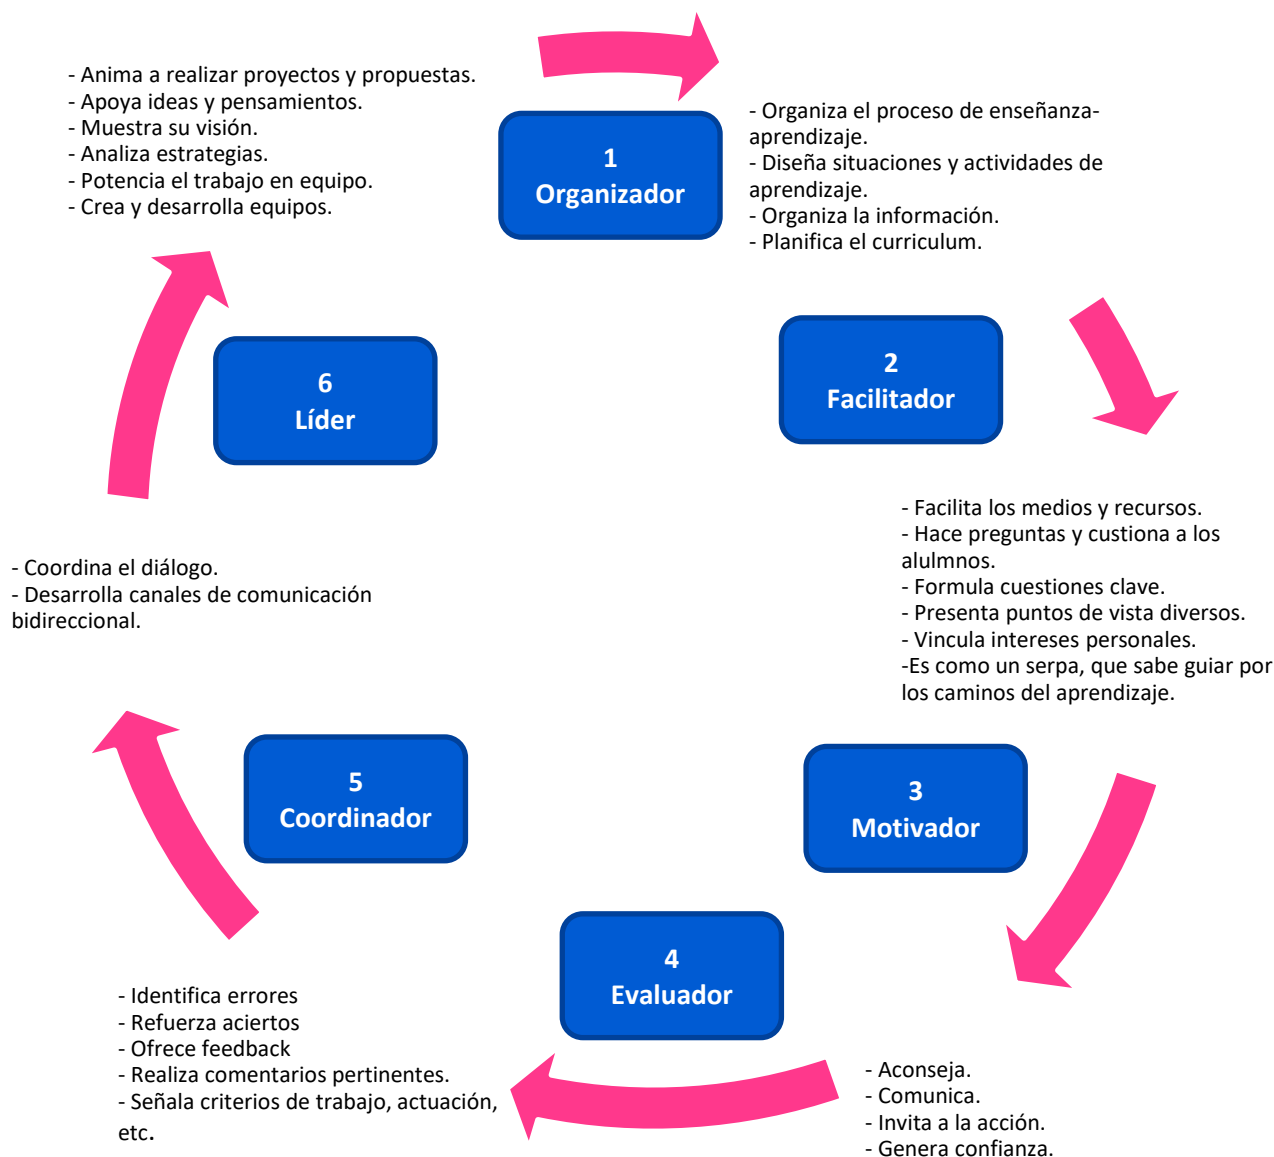 1
Organizador
- Organiza el proceso de enseñanza-
aprendizaje.
- Diseña situaciones y actividades de
aprendizaje.
- Organiza la información.
- Planifica el curriculum.
2
Facilitador
- Facilita los medios y recursos.
- Hace preguntas y custiona a los
alulmnos.
- Formula cuestiones clave.
- Presenta puntos de vista diversos.
- Vincula intereses personales.
-Es como un serpa, que sabe guiar por
los caminos del aprendizaje.
3
Motivador
- Aconseja.
- Comunica.
- Invita a la acción.
- Genera confianza.
4
Evaluador
- Identifica errores
- Refuerza aciertos
- Ofrece feedback
- Realiza comentarios pertinentes.
- Señala criterios de trabajo, actuación,
etc.
5
Coordinador
- Coordina el diálogo.
- Desarrolla canales de comunicación
bidireccional.
6
Líder
- Anima a realizar proyectos y propuestas.
- Apoya ideas y pensamientos.
- Muestra su visión.
- Analiza estrategias.
- Potencia el trabajo en equipo.
- Crea y desarrolla equipos.